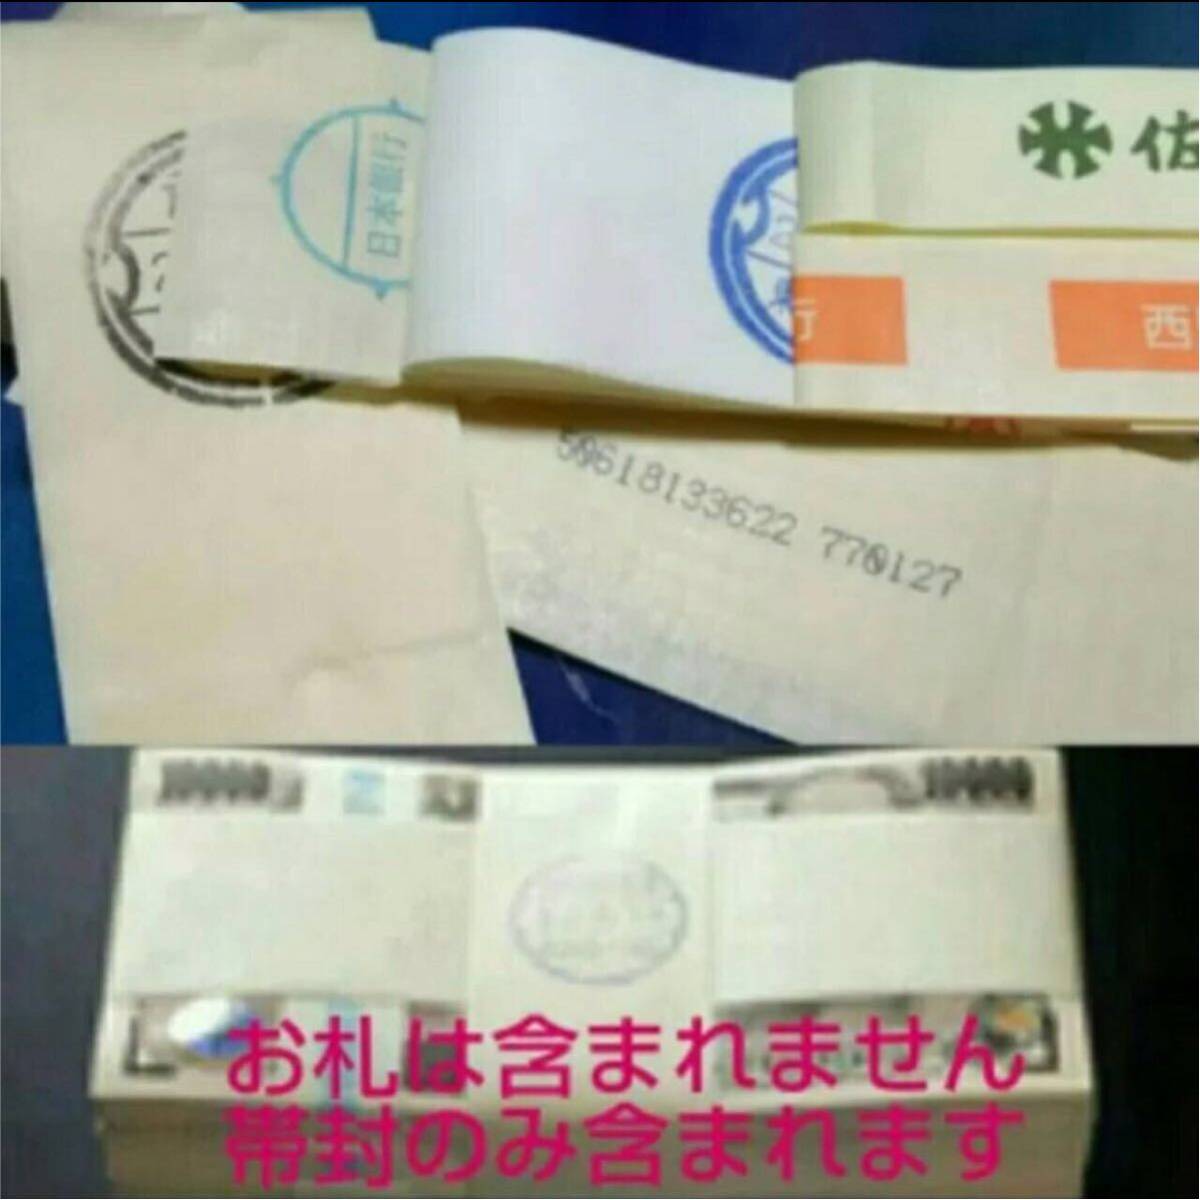 日本銀行
佐
行
西
50618133622 770127
10000
10000
お札は含まれません
帯封のみ含まれます